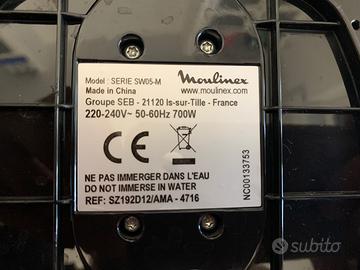 Model : SERIE SW05-M
Made in China
Moulinex
www.moulinex.com
Groupe SEB - 21120 Is-sur-Tille - France
220-240V~ 50-60Hz 700W
CE
NE PAS IMMERGER DANS L'EAU
DO NOT IMMERSE IN WATER
REF: SZ192D12/AMA - 4716
NC00133753
subito